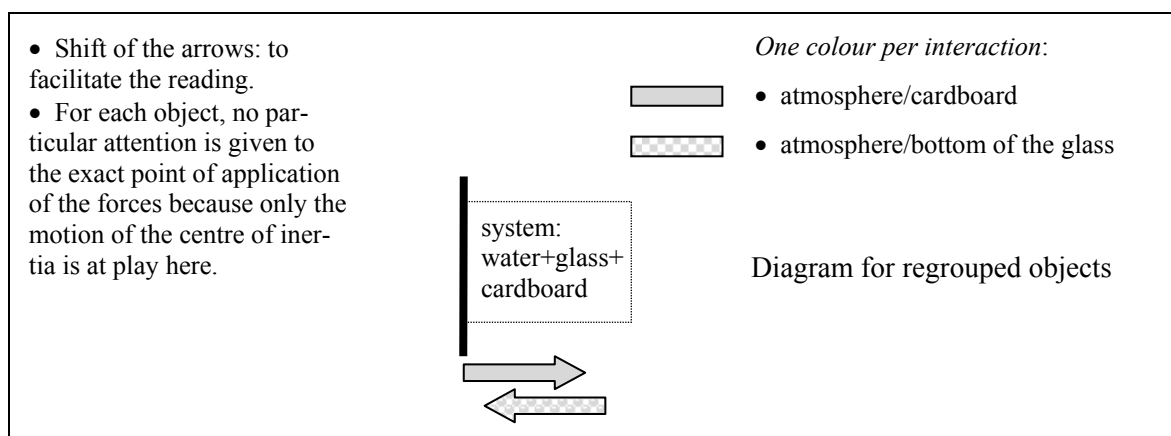 • Shift of the arrows: to
facilitate the reading.
• For each object, no par-
ticular attention is given to
the exact point of application
of the forces because only the
motion of the centre of iner-
tia is at play here.
One colour per interaction:
• atmosphere/cardboard
• atmosphere/bottom of the glass
system:
water+glass+
cardboard
Diagram for regrouped objects